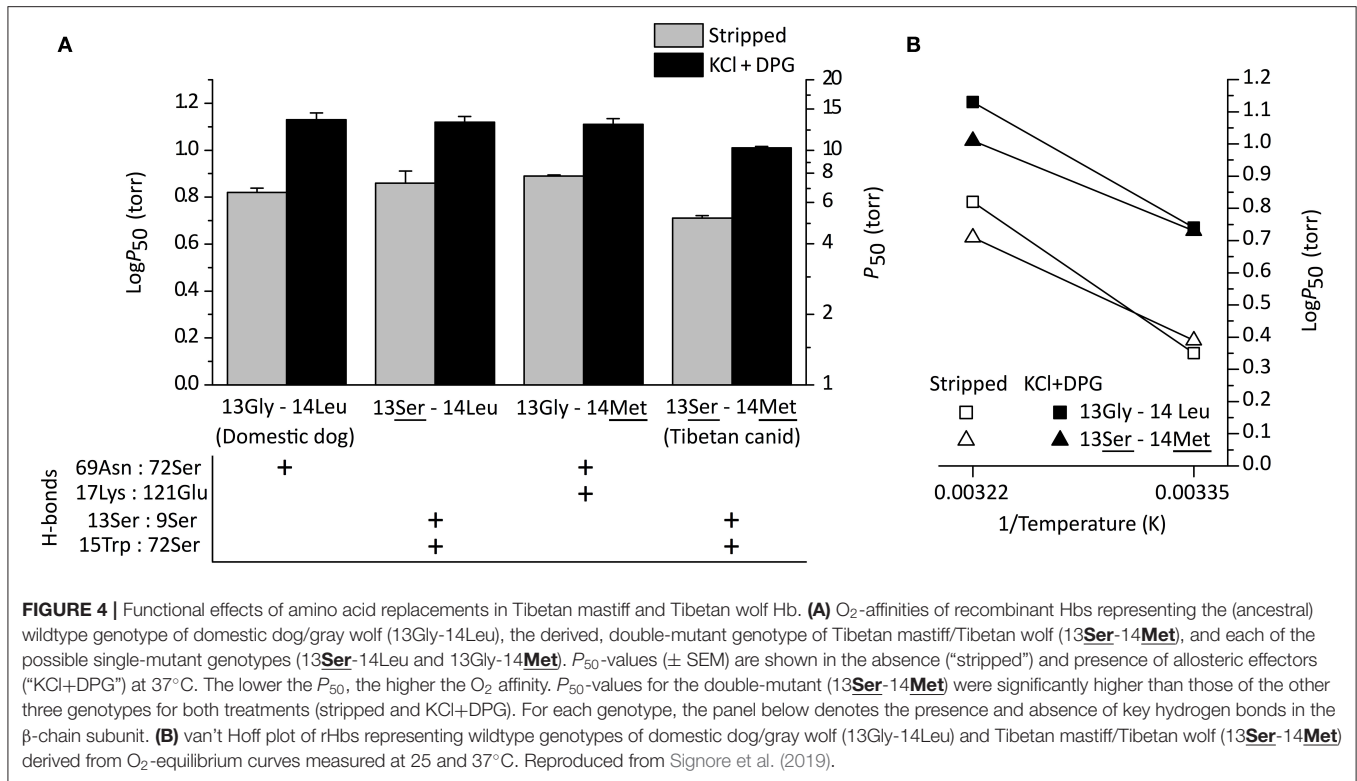 A
Stripped
KCl + DPG
B
LogP50 (torr)
1.2
1.0
0.8
0.6
0.4
0.2
0.0
20
15
10
8
6
4
2
1
P50 (torr)
13Gly - 14Leu
(Domestic dog)
13Ser - 14Leu
13Gly - 14Met
13Ser - 14Met
(Tibetan canid)
H-bonds
69Asn : 72Ser + +
17Lys : 121Glu +
13Ser : 9Ser + +
15Trp : 72Ser + +
1.2
1.1
1.0
0.9
0.8
0.7
0.6
0.5
0.4
0.3
0.2
0.1
0.0
LogP50 (torr)
Stripped KCl+DPG
13Gly - 14 Leu
13Ser - 14Met
0.00322 0.00335
1/Temperature (K)
FIGURE 4 | Functional effects of amino acid replacements in Tibetan mastiff and Tibetan wolf Hb. (A) O2-affinities of recombinant Hbs representing the (ancestral)
wildtype genotype of domestic dog/gray wolf (13Gly-14Leu), the derived, double-mutant genotype of Tibetan mastiff/Tibetan wolf (13Ser-14Met), and each of the
possible single-mutant genotypes (13Ser-14Leu and 13Gly-14Met). P50-values (± SEM) are shown in the absence (“stripped”) and presence of allosteric effectors
(“KCl+DPG”) at 37°C. The lower the P50, the higher the O2 affinity. P50-values for the double-mutant (13Ser-14Met) were significantly higher than those of the other
three genotypes for both treatments (stripped and KCl+DPG). For each genotype, the panel below denotes the presence and absence of key hydrogen bonds in the
β-chain subunit. (B) van’t Hoff plot of rHbs representing wildtype genotypes of domestic dog/gray wolf (13Gly-14Leu) and Tibetan mastiff/Tibetan wolf (13Ser-14Met)
derived from O2-equilibrium curves measured at 25 and 37°C. Reproduced from Signore et al. (2019).